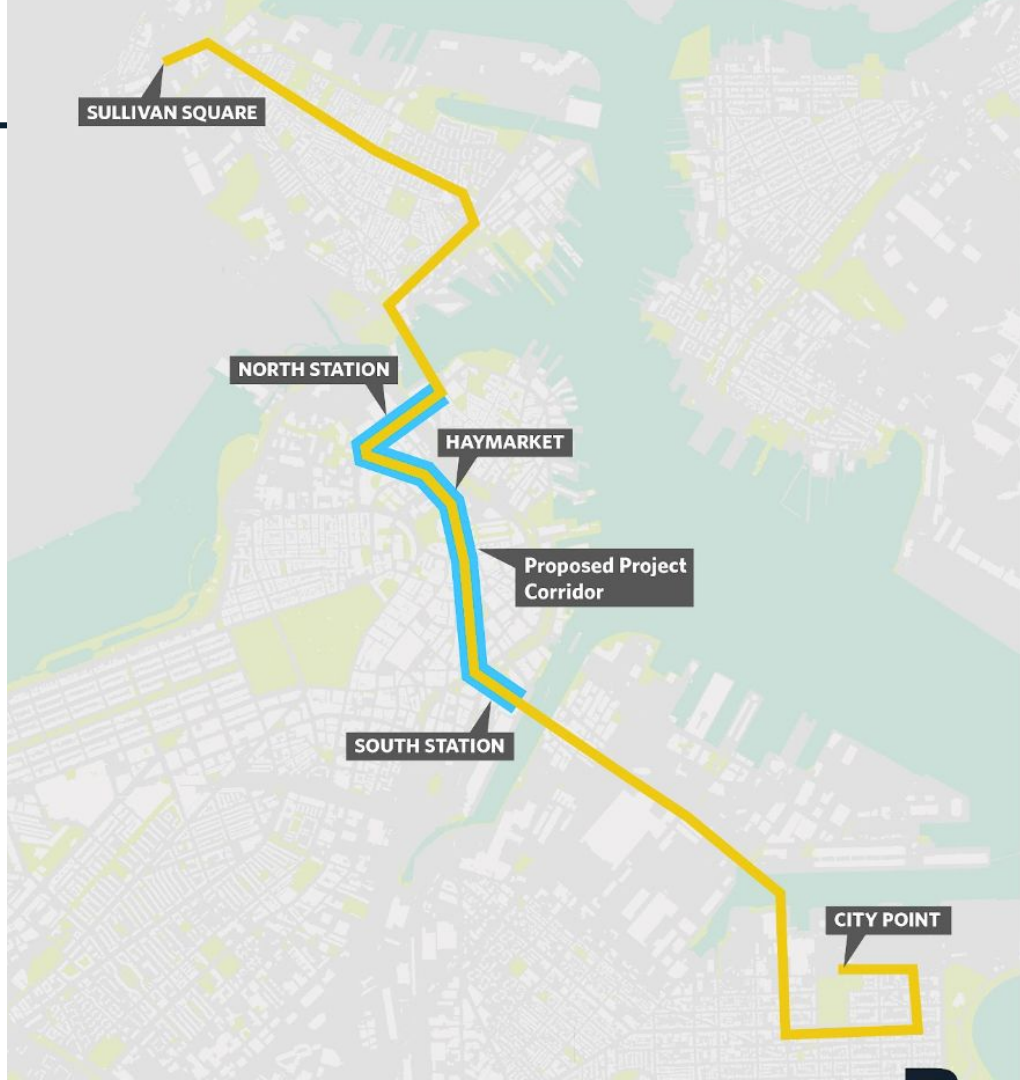 SULLIVAN SQUARE
NORTH STATION
HAYMARKET
Proposed Project
Corridor
SOUTH STATION
CITY POINT